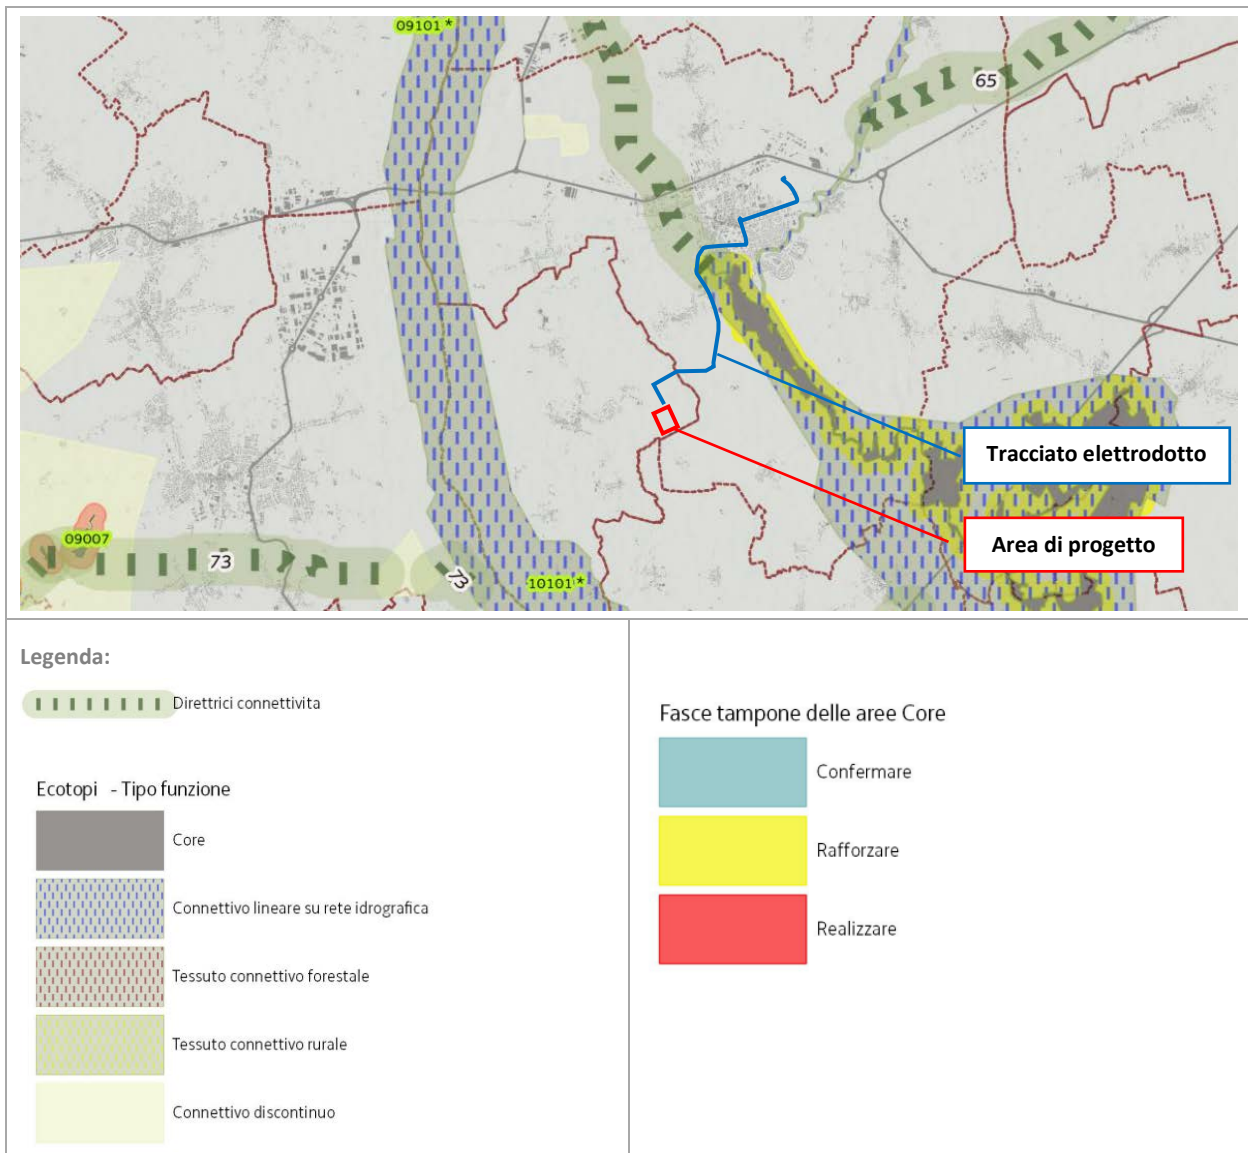 09101 *
65
Tracciato elettrodotto
Area di progetto
09007
73
73
10101 *
Legenda:
Direttrici connettivita
Ecotopi - Tipo funzione
Core
Connettivo lineare su rete idrografica
Tessuto connettivo forestale
Tessuto connettivo rurale
Connettivo discontinuo
Fasce tampone delle aree Core
Confermare
Rafforzare
Realizzare